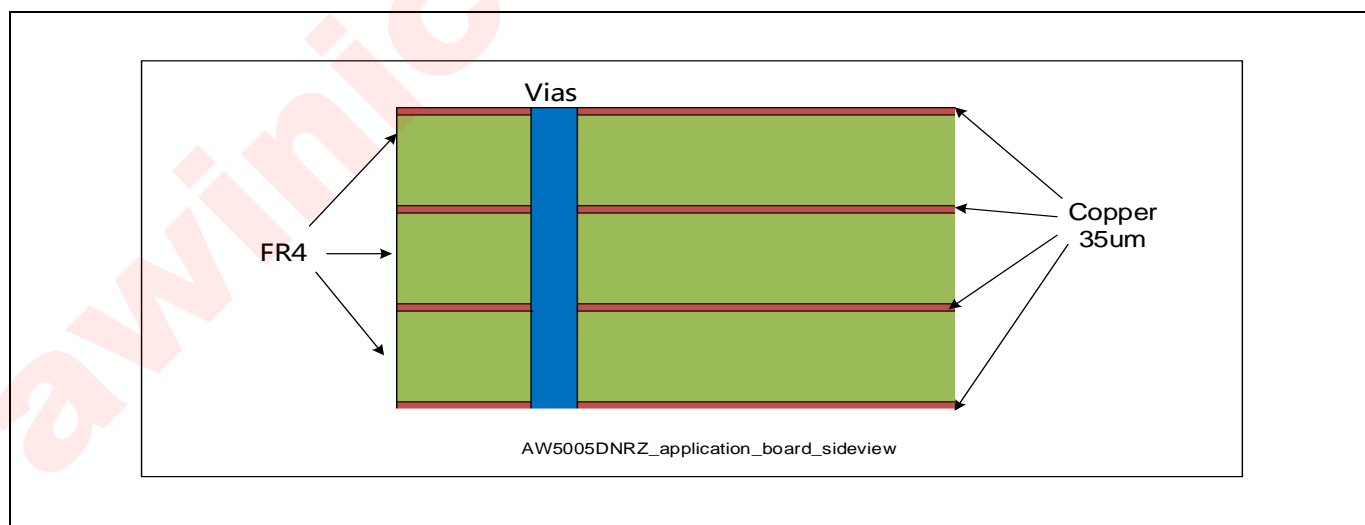 awinic
Vias
FR4
Copper
35um
AW5005DNRZ_application_board_sideview